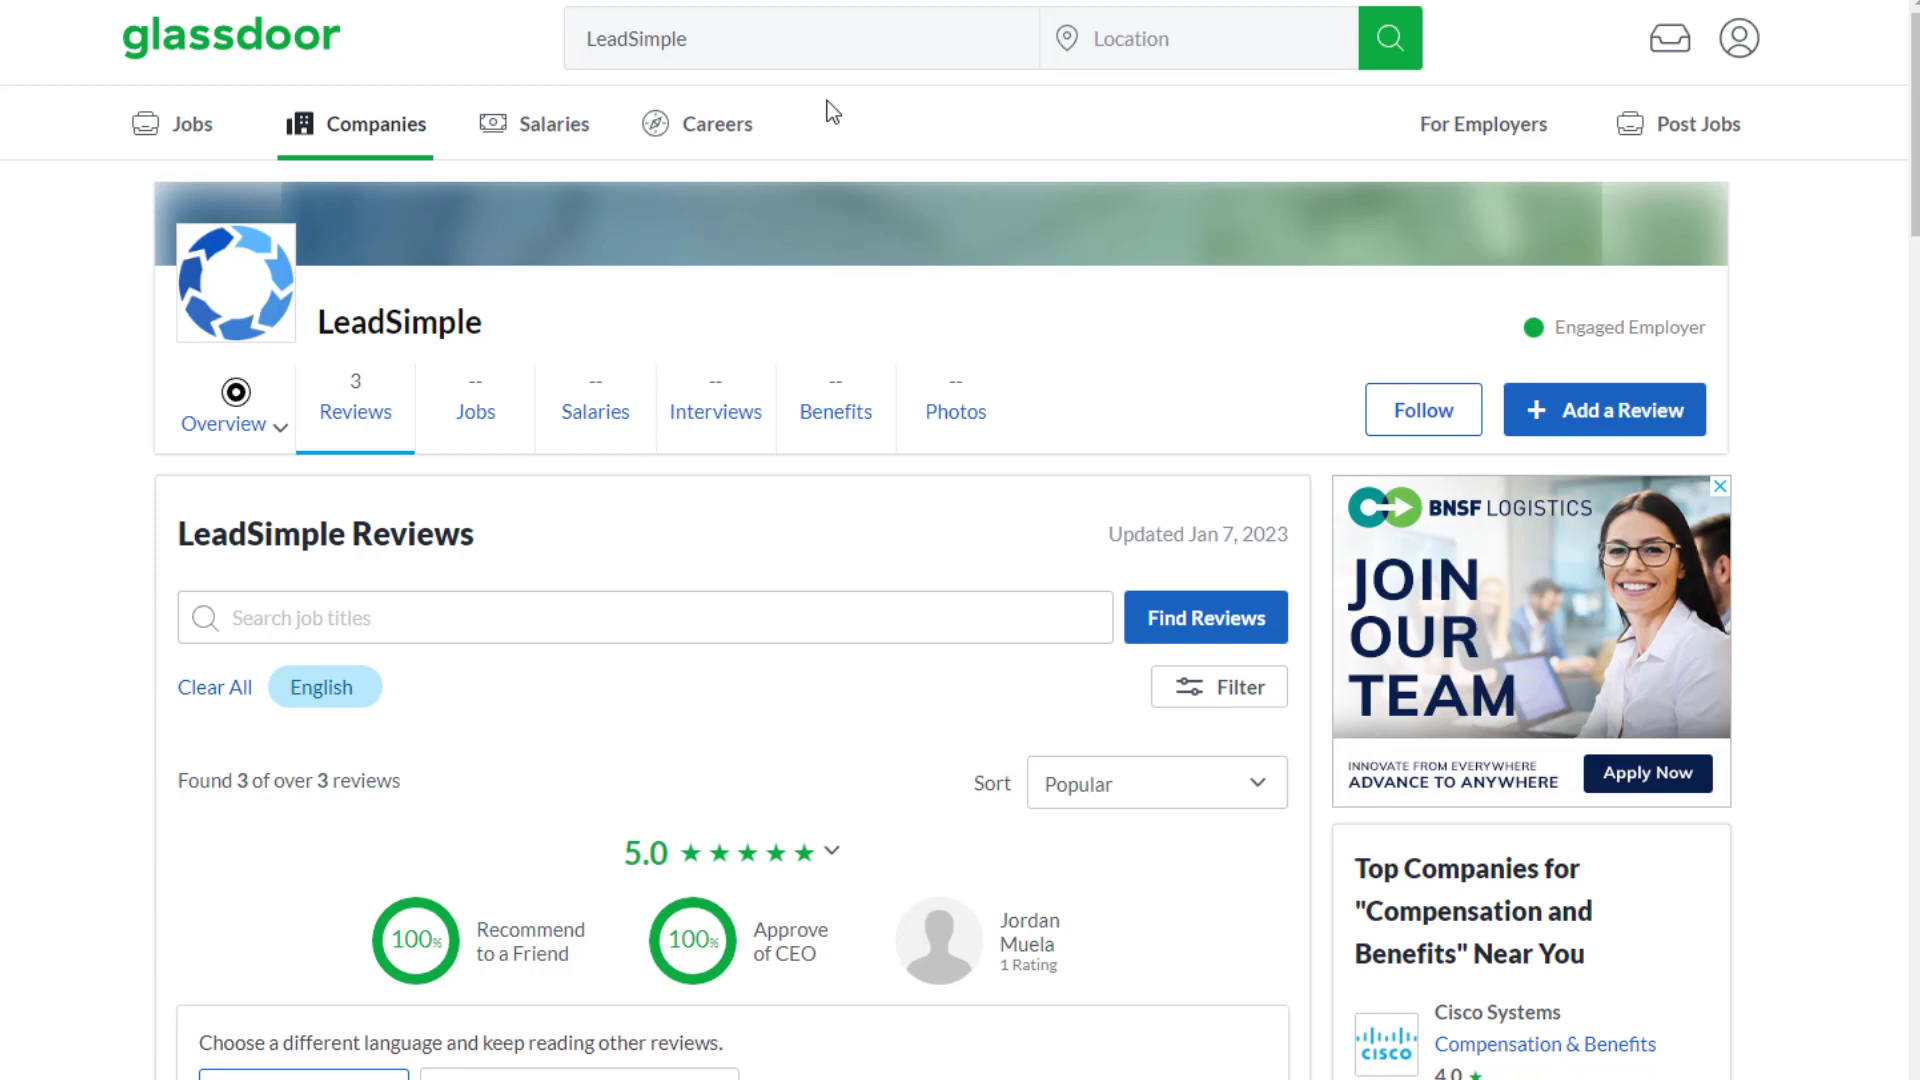 glassdoor
LeadSimple
Location
Jobs
Companies
Salaries
Careers
For Employers
Post Jobs
LeadSimple
Engaged Employer
Overview
3
Reviews
--
Jobs
--
Salaries
--
Interviews
--
Benefits
--
Photos
Follow
+ Add a Review
LeadSimple Reviews
Updated Jan 7, 2023
Search job titles
Find Reviews
Clear All
English
Filter
Found 3 of over 3 reviews
Sort
Popular
5.0 ★★★★★
100%
Recommend
to a Friend
100%
Approve
of CEO
Jordan
Muela
1 Rating
Choose a different language and keep reading other reviews.
BNSF LOGISTICS
JOIN
OUR
TEAM
INNOVATE FROM EVERYWHERE
ADVANCE TO ANYWHERE
Apply Now
Top Companies for
"Compensation and
Benefits" Near You
CISCO
Cisco Systems
Compensation & Benefits
4.0 ★